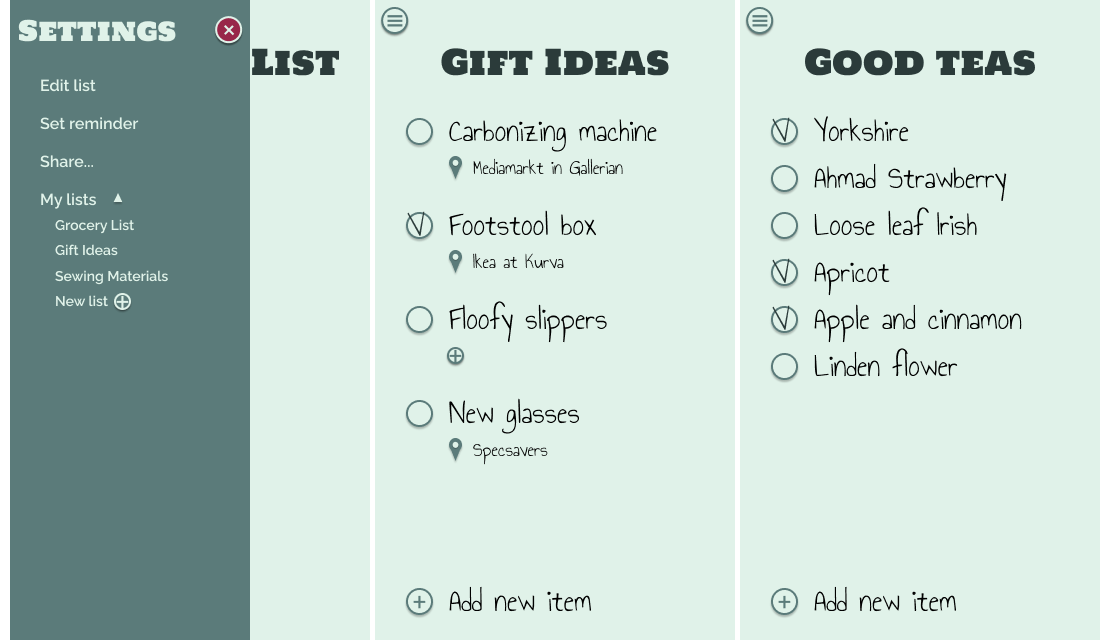 Settings
Edit list
Set reminder
Share...
My lists
Grocery List
Gift Ideas
Sewing Materials
New list
List
Gift Ideas
Carbonizing machine
Mediamarkt in Gallerian
Footstool box
Ikea at Kurva
Floofy slippers
New glasses
Specsavers
Add new item
Good teas
Yorkshire
Ahmad Strawberry
Loose leaf Irish
Apricot
Apple and cinnamon
Linden flower
Add new item